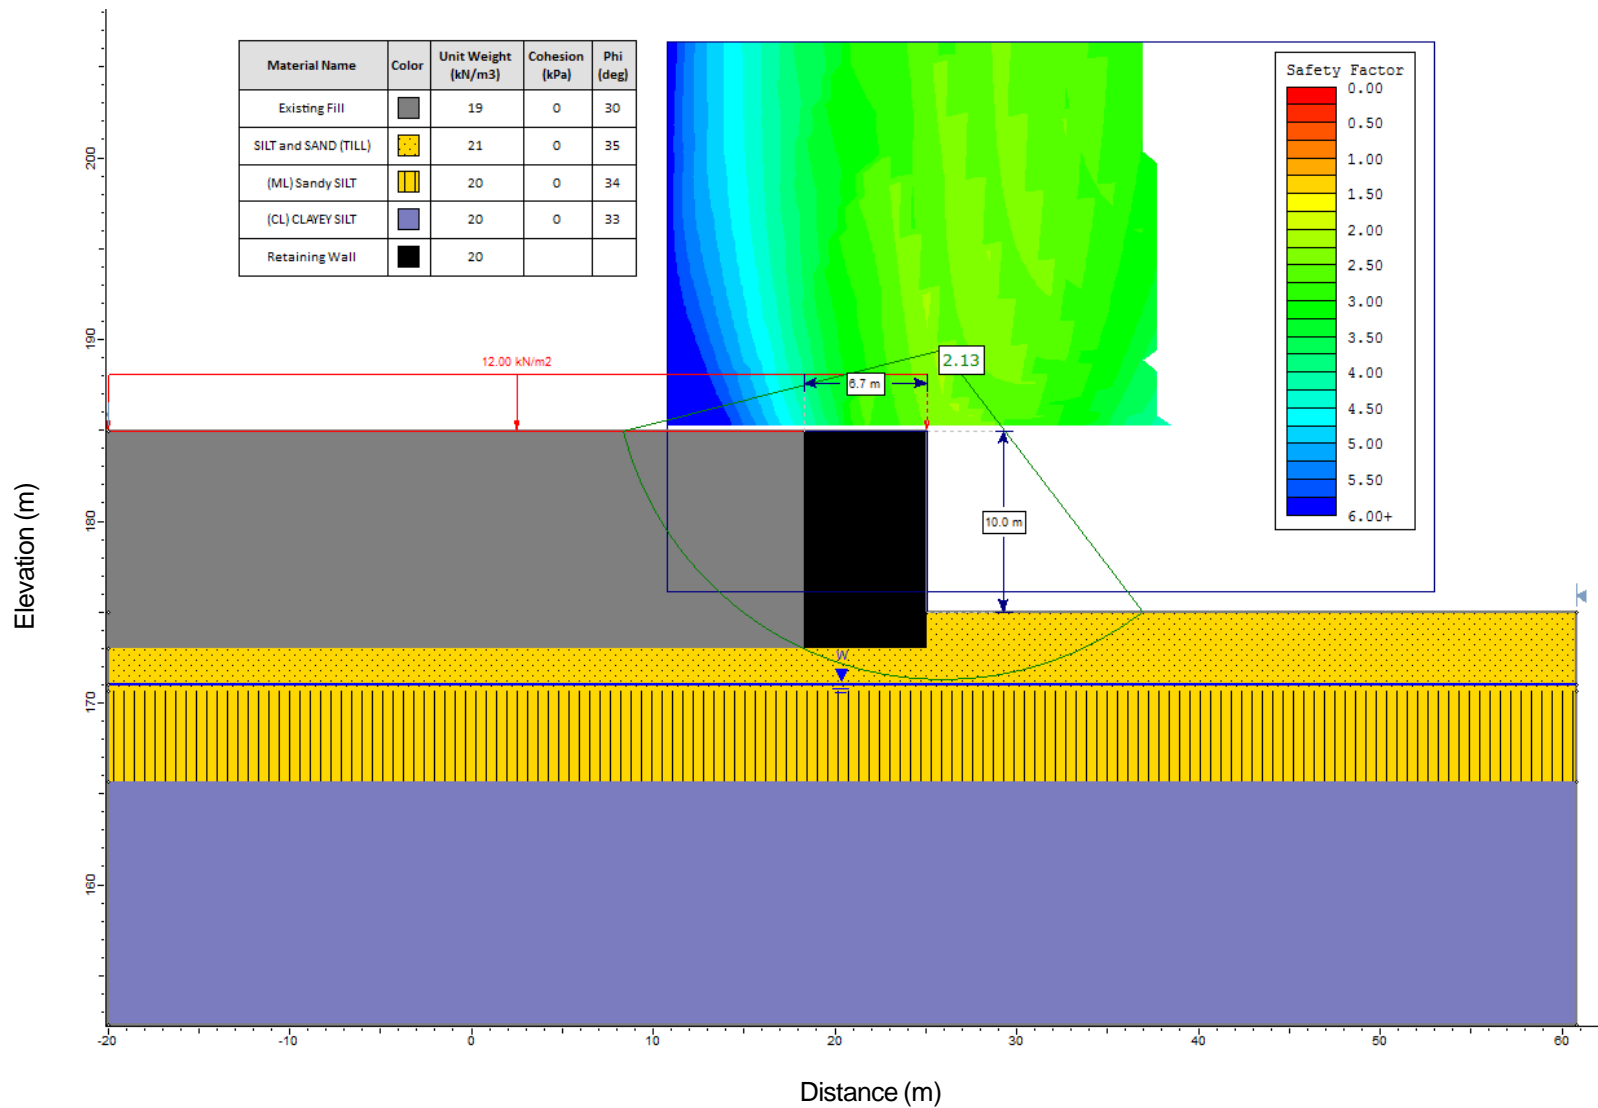 Material Name Color Unit Weight (kN/m3) Cohesion (kPa) Phi (deg)
Existing Fill 19 0 30
SILT and SAND (TILL) 21 0 35
(ML) Sandy SILT 20 0 34
(CL) CLAYEY SILT 20 0 33
Retaining Wall 20
Safety Factor
0.00
0.50
1.00
1.50
2.00
2.50
3.00
3.50
4.00
4.50
5.00
5.50
6.00+
12.00 kN/m2
2.13
6.7 m
10.0 m
W
Elevation (m)
200
190
180
170
160
-20 -10 0 10 20 30 40 50 60
Distance (m)